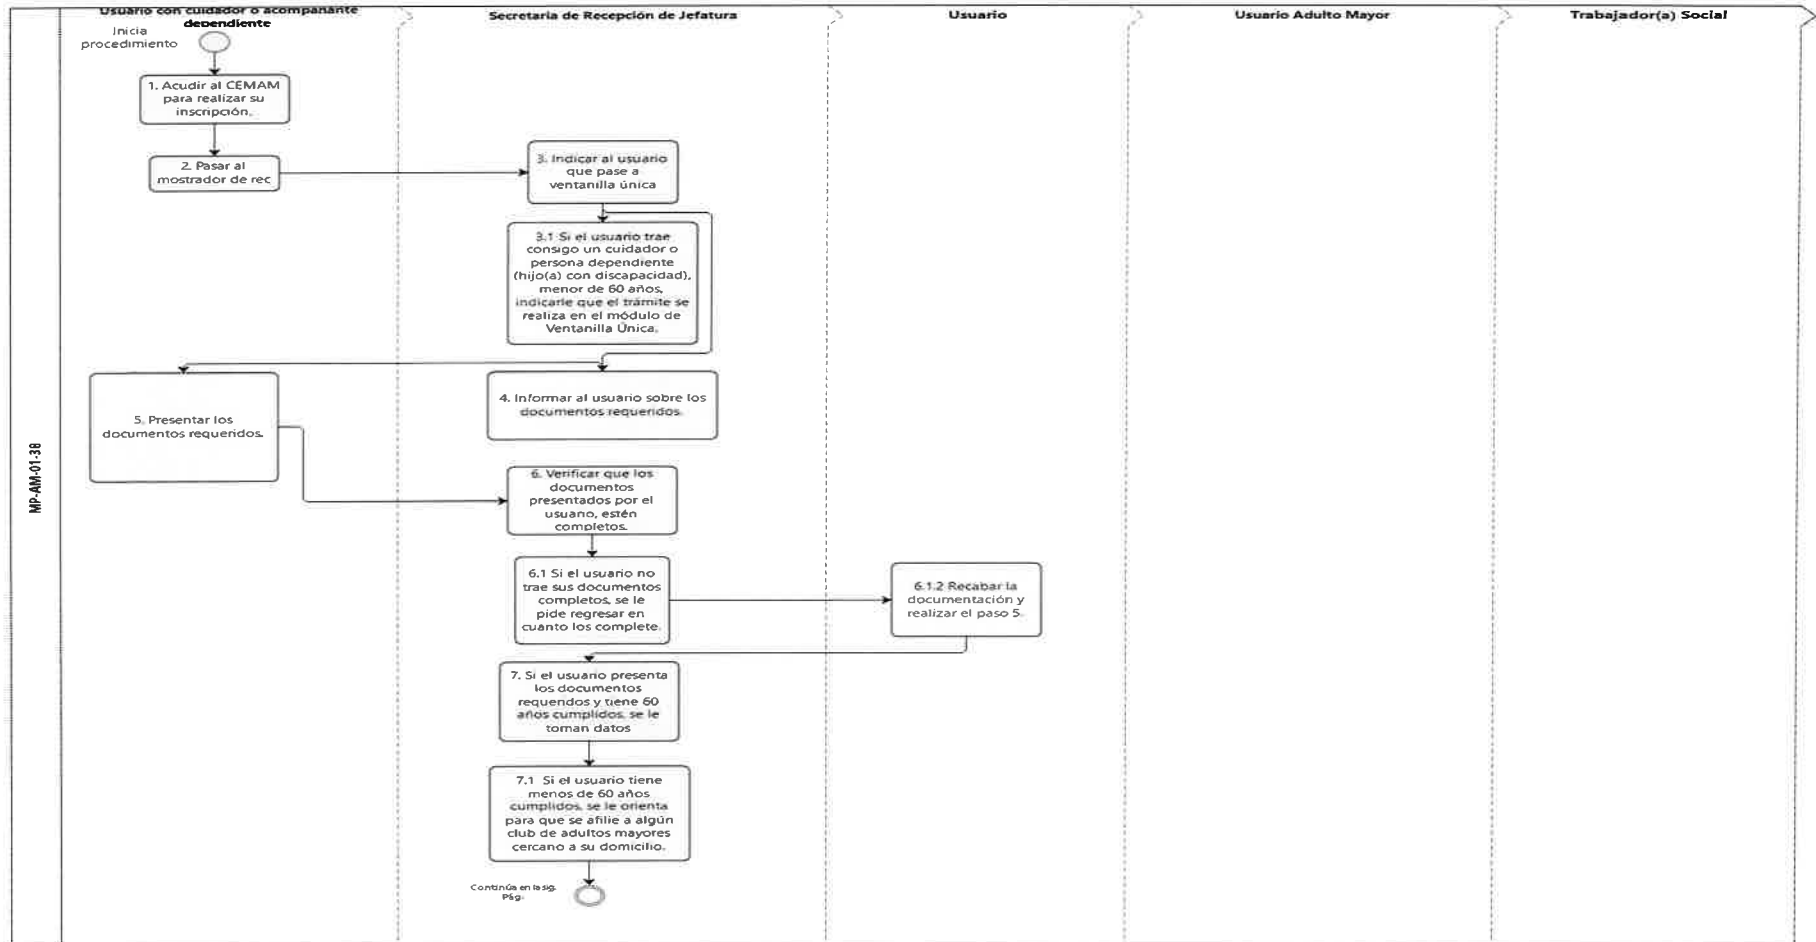 Usuario con cuidador o acompañante
dependiente
Secretaria de Recepción de Jefatura
Usuario
Usuario Adulto Mayor
Trabajador(a) Social
MP-AM-01-38
Inicia
procedimiento
1. Acudir al CEMAM
para realizar su
inscripción.
2. Pasar al
mostrador de rec
3. Indicar al usuario
que pase a
ventanilla única
3.1 Si el usuario trae
consigo un cuidador o
persona dependiente
(hijo(a) con discapacidad),
menor de 60 años,
indicarle que el trámite se
realiza en el módulo de
Ventanilla Única.
4. Informar al usuario sobre los
documentos requeridos.
5. Presentar los
documentos requeridos.
6. Verificar que los
documentos
presentados por el
usuario, estén
completos.
6.1 Si el usuario no
trae sus documentos
completos, se le
pide regresar en
cuanto los complete.
6.1.2 Recabar la
documentación y
realizar el paso 5.
7. Si el usuario presenta
los documentos
requendos y tiene 60
años cumplidos, se le
toman datos
7.1 Si el usuario tiene
menos de 60 años
cumplidos, se le orienta
para que se afilie a algún
club de adultos mayores
cercano a su domicilio.
Continúa en la sig.
Pág.